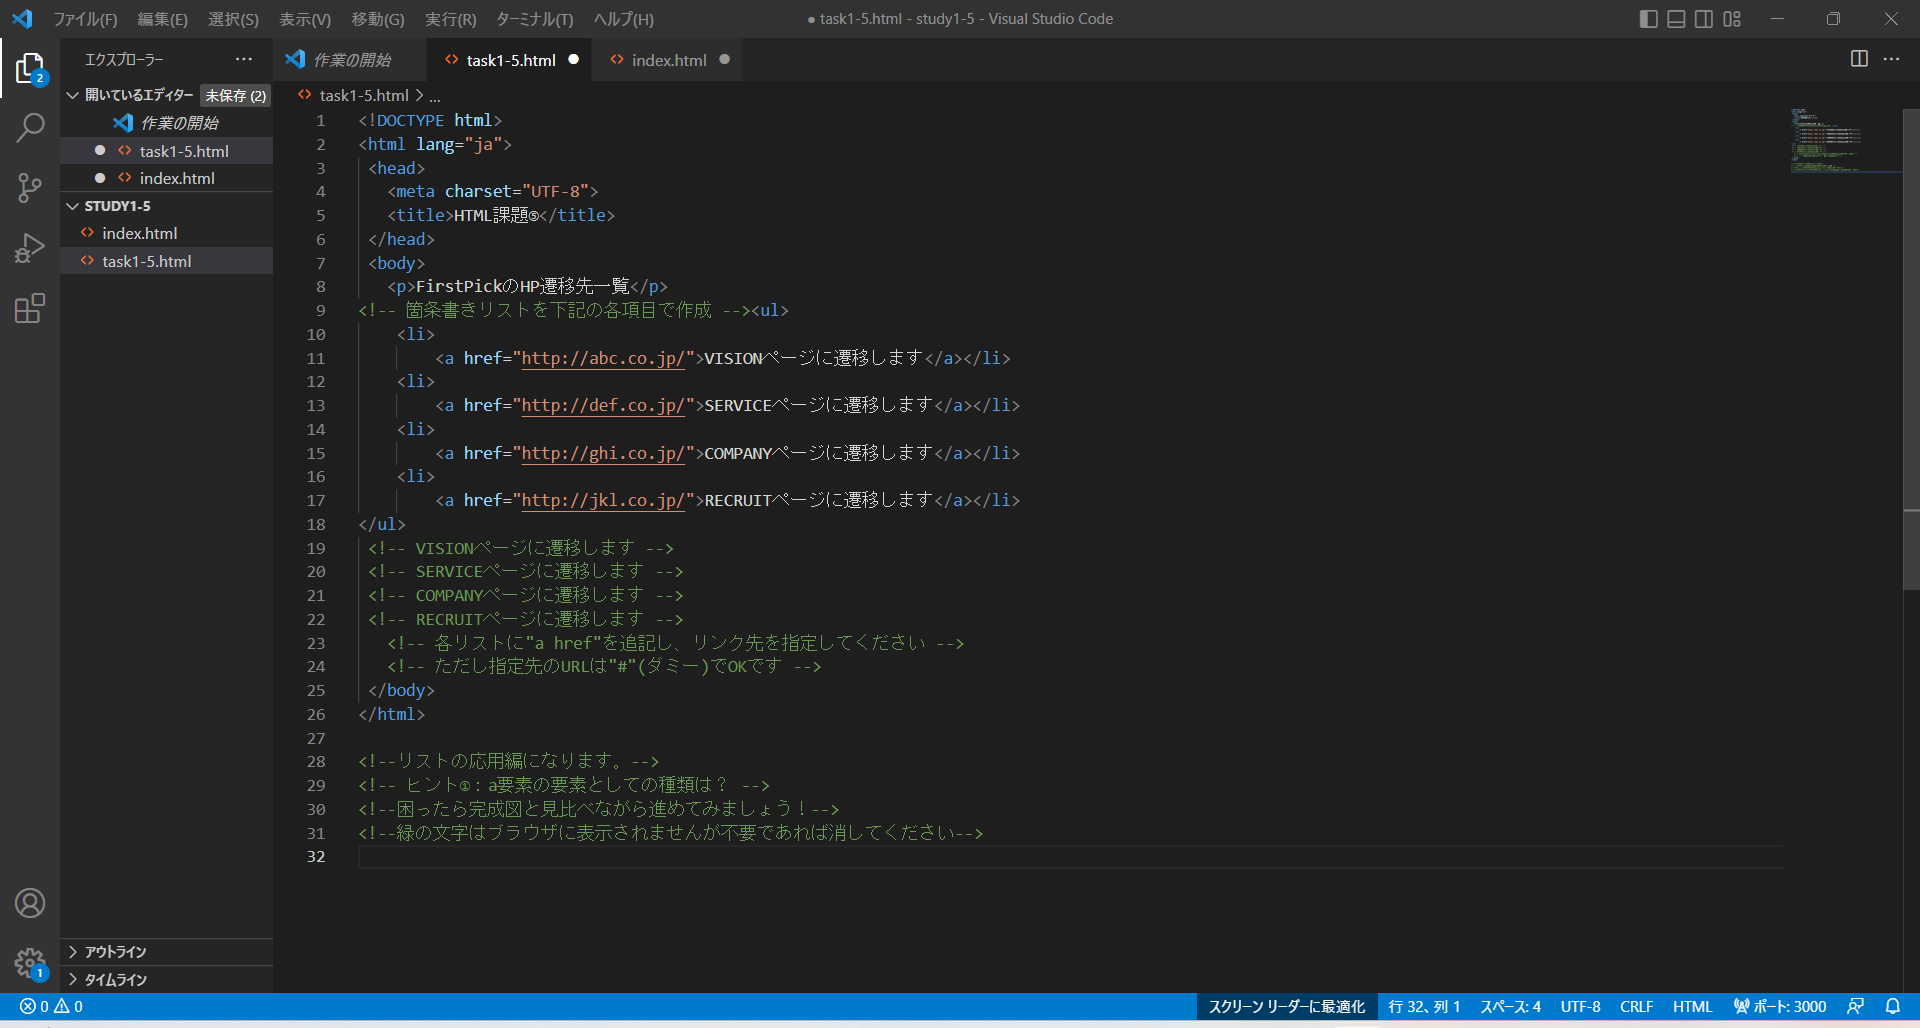 ファイル(F) 編集(E) 選択(S) 表示(V) 移動(G) 実行(R) ターミナル(T) ヘルプ(H)
● task1-5.html - study1-5 - Visual Studio Code
エクスプローラー ...
作業の開始
task1-5.html
index.html
開いているエディター 未保存 (2)
作業の開始
task1-5.html
index.html
STUDY1-5
index.html
task1-5.html
アウトライン
タイムライン
task1-5.html > ...
1 <!DOCTYPE html>
2 <html lang="ja">
3 <head>
4 <meta charset="UTF-8">
5 <title>HTML課題⑤</title>
6 </head>
7 <body>
8 <p>FirstPickのHP遷移先一覧</p>
9 <!-- 箇条書きリストを下記の各項目で作成 --><ul>
10 <li>
11 <a href="http://abc.co.jp/">VISIONページに遷移します</a></li>
12 <li>
13 <a href="http://def.co.jp/">SERVICEページに遷移します</a></li>
14 <li>
15 <a href="http://ghi.co.jp/">COMPANYページに遷移します</a></li>
16 <li>
17 <a href="http://jkl.co.jp/">RECRUITページに遷移します</a></li>
18 </ul>
19 <!-- VISIONページに遷移します -->
20 <!-- SERVICEページに遷移します -->
21 <!-- COMPANYページに遷移します -->
22 <!-- RECRUITページに遷移します -->
23 <!-- 各リストに"a href"を追記し、リンク先を指定してください -->
24 <!-- ただし指定先のURLは"#"(ダミー)でOKです -->
25 </body>
26 </html>
27
28 <!--リストの応用編になります。-->
29 <!-- ヒント①：a要素の要素としての種類は？ -->
30 <!--困ったら完成図と見比べながら進めてみましょう！-->
31 <!--緑の文字はブラウザに表示されませんが不要であれば消してください-->
32
2
1
0 0
スクリーン リーダーに最適化 行 32、列 1 スペース: 4 UTF-8 CRLF HTML ポート: 3000